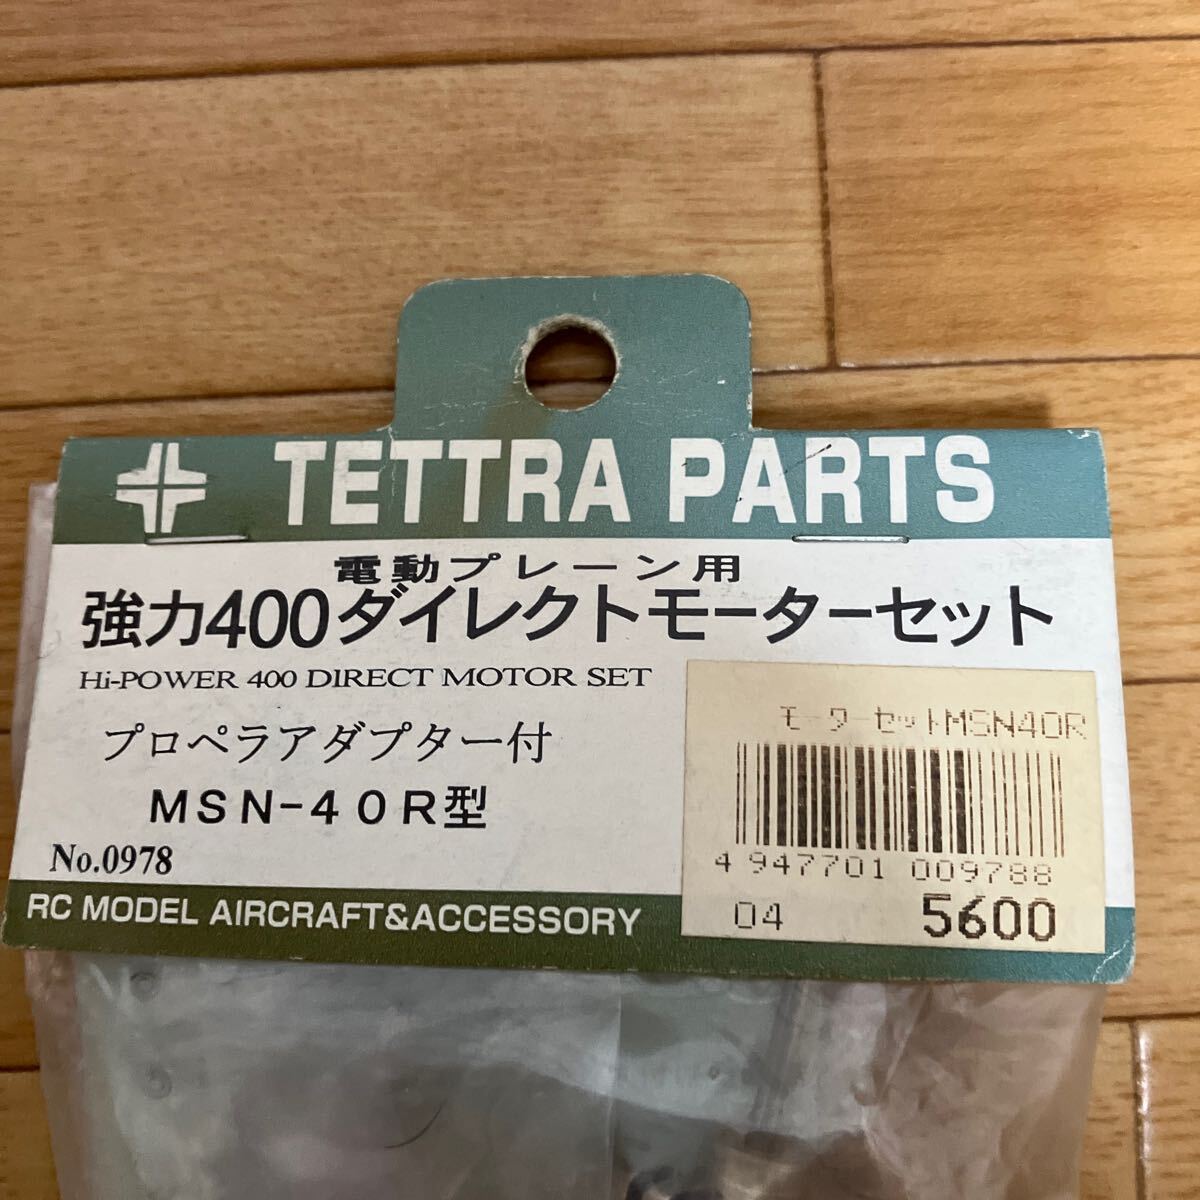 TETTRA PARTS
電動プレーン用
強力400ダイレクトモーターセット
Hi-POWER 400 DIRECT MOTOR SET
プロペラアダプター付
MSN-40R型
No.0978
RC MODEL AIRCRAFT&ACCESSORY
モーターセットMSN40R
4 947701 009788
04 5600